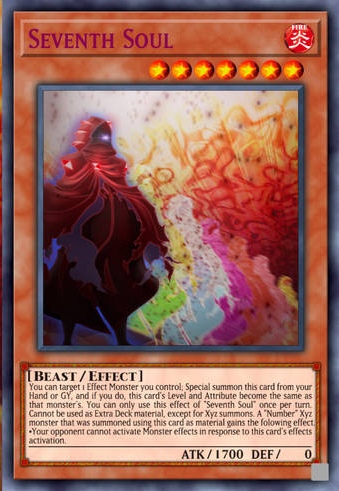 SEVENTH SOUL
FIRE
炎
[BEAST / EFFECT]
You can target 1 Effect Monster you control; Special summon this card from your
Hand or GY, and if you do, this card's Level and Attribute become the same as
that monster's. You can only use this effect of "Seventh Soul" once per turn.
Cannot be used as Extra Deck material, except for Xyz summons. A "Number" Xyz
monster that was summoned using this card as material gains the folowing effect.
•Your opponent cannot activate Monster effects in response to this card's effects
activation.
ATK / 1700 DEF / 0